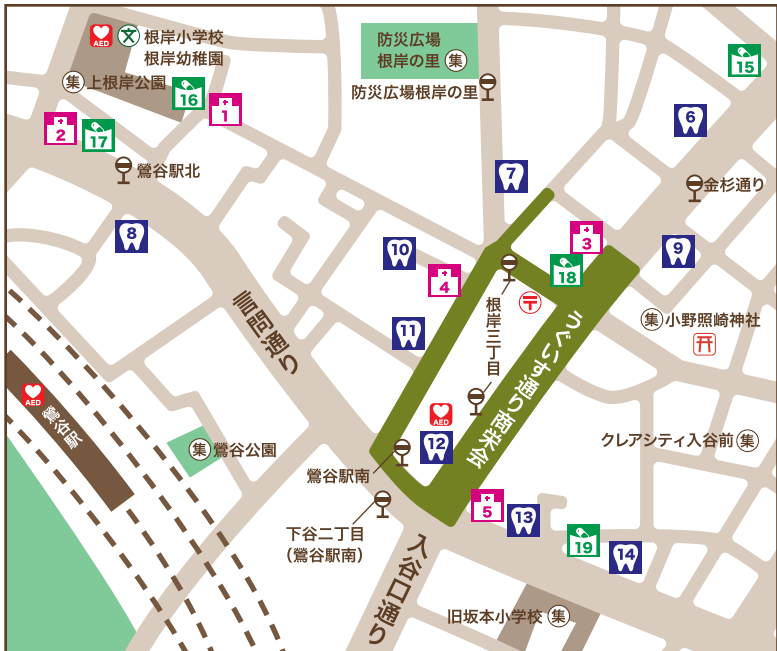 AED
文
根岸小学校
根岸幼稚園
集
上根岸公園
16
1
2
17
鶯谷駅北
8
防災広場
根岸の里
集
防災広場根岸の里
15
6
7
金杉通り
3
9
18
10
4
11
〒
根岸三丁目
集
小野照崎神社
言問通り
うぐいす通り商栄会
AED
鶯谷駅
AED
12
集
鶯谷公園
鶯谷駅南
クレアシティ入谷前
集
下谷二丁目
(鶯谷駅南)
5
13
19
14
入谷口通り
旧坂本小学校
集